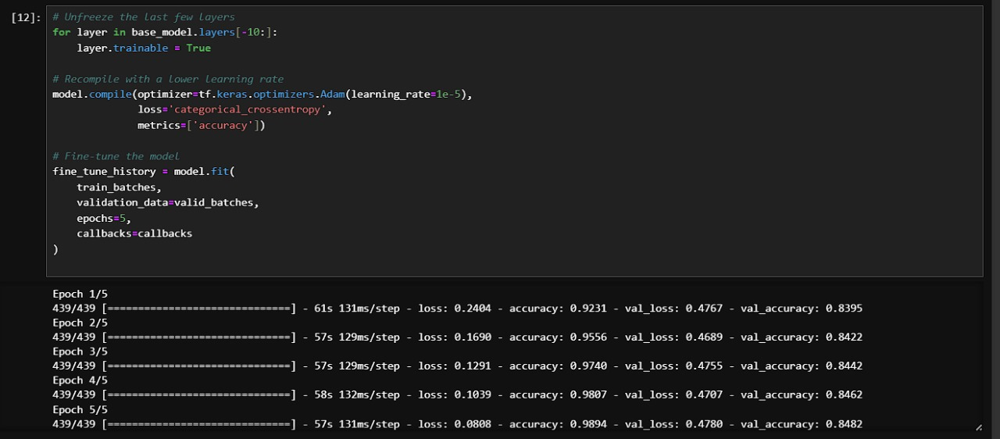 [12]: # Unfreeze the last few layers
for layer in base_model.layers[-10:]:
    layer.trainable = True

# Recompile with a lower learning rate
model.compile(optimizer=tf.keras.optimizers.Adam(learning_rate=1e-5),
              loss='categorical_crossentropy',
              metrics=['accuracy'])

# Fine-tune the model
fine_tune_history = model.fit(
    train_batches,
    validation_data=valid_batches,
    epochs=5,
    callbacks=callbacks
)

Epoch 1/5
439/439 [==============================] - 61s 131ms/step - loss: 0.2404 - accuracy: 0.9231 - val_loss: 0.4767 - val_accuracy: 0.8395
Epoch 2/5
439/439 [==============================] - 57s 129ms/step - loss: 0.1690 - accuracy: 0.9556 - val_loss: 0.4689 - val_accuracy: 0.8422
Epoch 3/5
439/439 [==============================] - 57s 129ms/step - loss: 0.1291 - accuracy: 0.9740 - val_loss: 0.4755 - val_accuracy: 0.8442
Epoch 4/5
439/439 [==============================] - 58s 132ms/step - loss: 0.1039 - accuracy: 0.9807 - val_loss: 0.4707 - val_accuracy: 0.8462
Epoch 5/5
439/439 [==============================] - 57s 131ms/step - loss: 0.0808 - accuracy: 0.9894 - val_loss: 0.4780 - val_accuracy: 0.8482